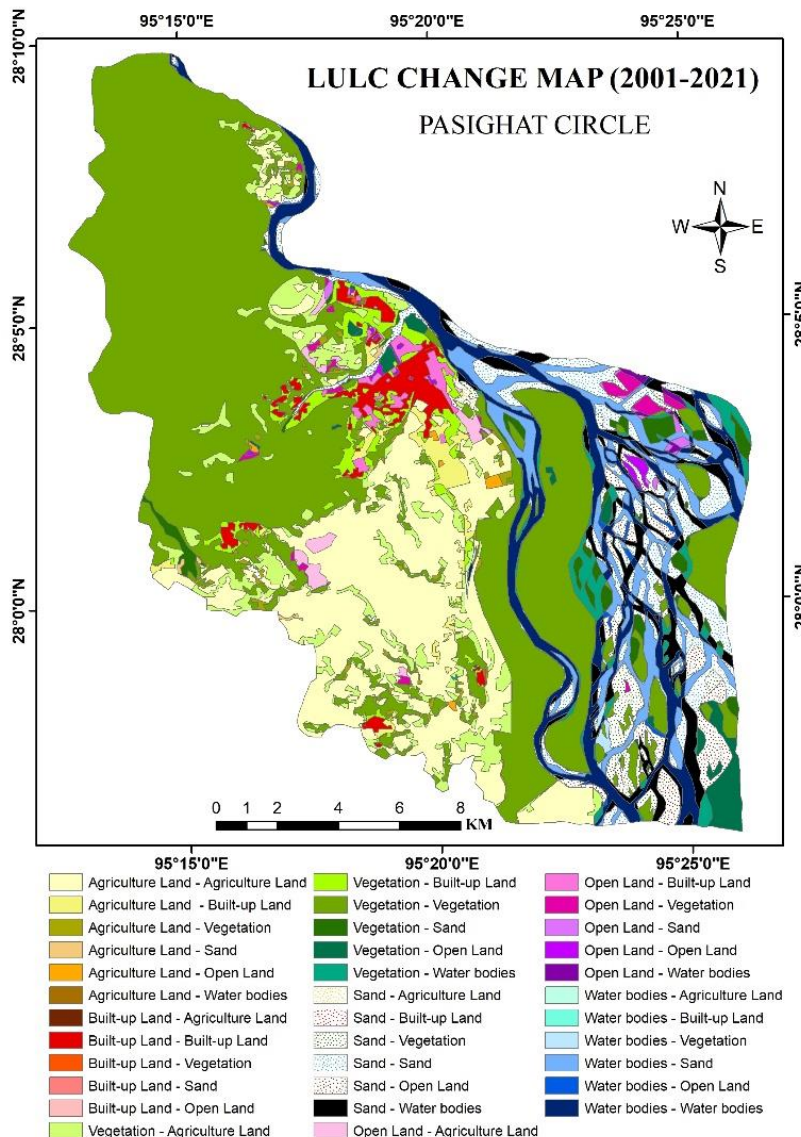 95°15'0"E 95°20'0"E 95°25'0"E
28°10'0"N
LULC CHANGE MAP (2001-2021)
PASIGHAT CIRCLE
N
W E
S
28°5'0"N 28°5'0"N
28°0'0"N 28°0'0"N
0 1 2 4 6 8
KM
95°15'0"E 95°20'0"E 95°25'0"E
Agriculture Land - Agriculture Land
Agriculture Land - Built-up Land
Agriculture Land - Vegetation
Agriculture Land - Sand
Agriculture Land - Open Land
Agriculture Land - Water bodies
Built-up Land - Agriculture Land
Built-up Land - Built-up Land
Built-up Land - Vegetation
Built-up Land - Sand
Built-up Land - Open Land
Vegetation - Agriculture Land
Vegetation - Built-up Land
Vegetation - Vegetation
Vegetation - Sand
Vegetation - Open Land
Vegetation - Water bodies
Sand - Agriculture Land
Sand - Built-up Land
Sand - Vegetation
Sand - Sand
Sand - Open Land
Sand - Water bodies
Open Land - Agriculture Land
Open Land - Built-up Land
Open Land - Vegetation
Open Land - Sand
Open Land - Open Land
Open Land - Water bodies
Water bodies - Agriculture Land
Water bodies - Built-up Land
Water bodies - Vegetation
Water bodies - Sand
Water bodies - Open Land
Water bodies - Water bodies